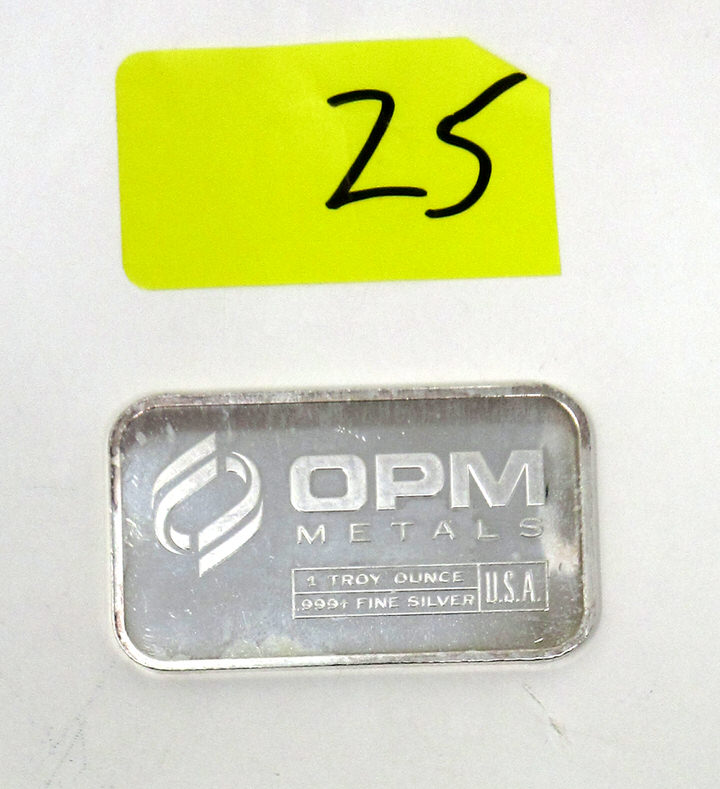 25
OPM
METALS
1 TROY OUNCE
.999+ FINE SILVER
U.S.A.